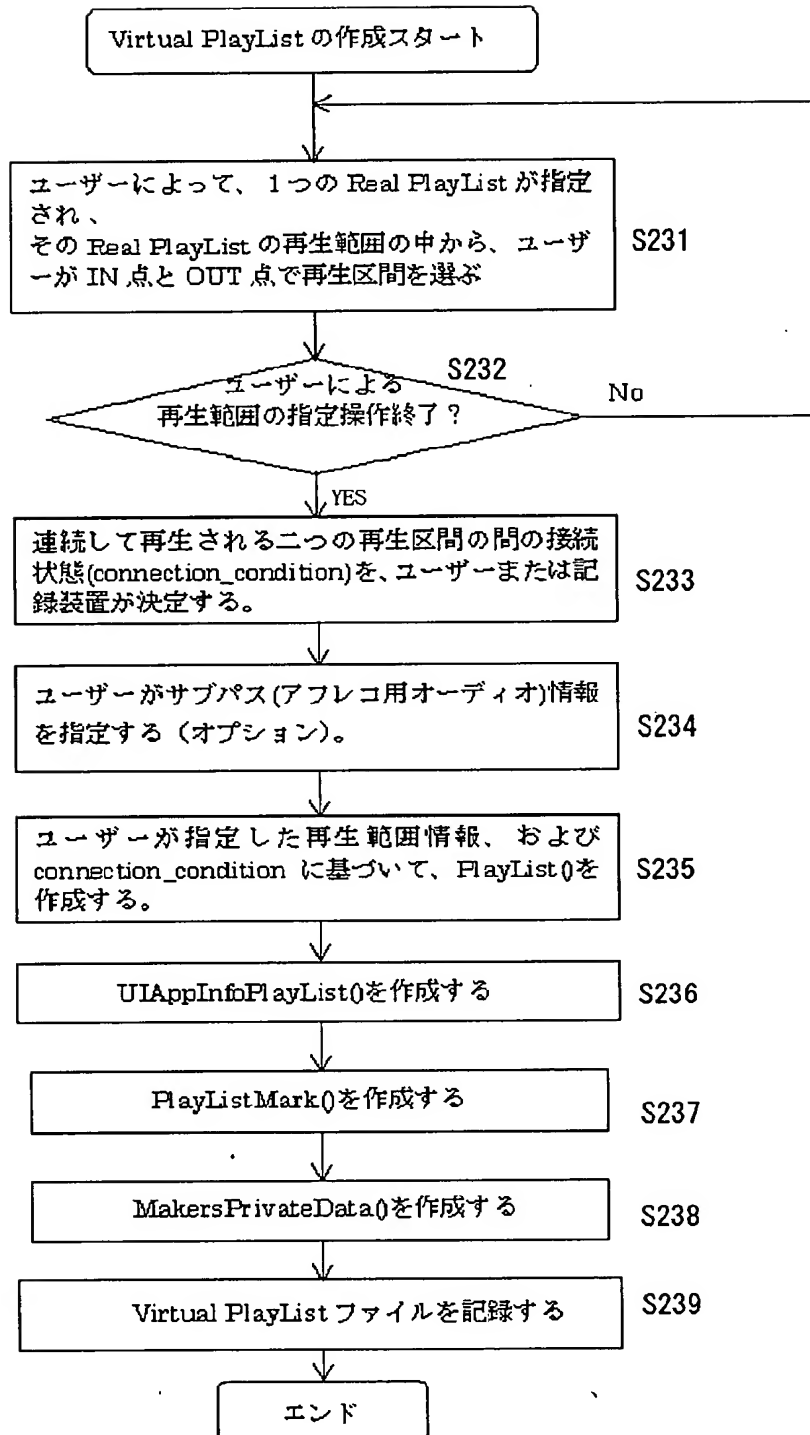 Virtual PlayList の作成スタート
ユーザーによって、1つの Real PlayList が指定
され、
その Real PlayList の再生範囲の中から、ユーザ
ーが IN 点と OUT 点で再生区間を選ぶ
S231
S232
ユーザーによる
再生範囲の指定操作終了？
No
YES
連続して再生される二つの再生区間の間の接続
状態(connection_condition)を、ユーザーまたは記
録装置が決定する。
S233
ユーザーがサブパス(アフレコ用オーディオ)情報
を指定する（オプション）。
S234
ユーザーが指定した再生範囲情報、および
connection_condition に基づいて、PlayList()を
作成する。
S235
UIAppInfoPlayList()を作成する
S236
PlayListMark()を作成する
S237
MakersPrivateData()を作成する
S238
Virtual PlayList ファイルを記録する
S239
エンド